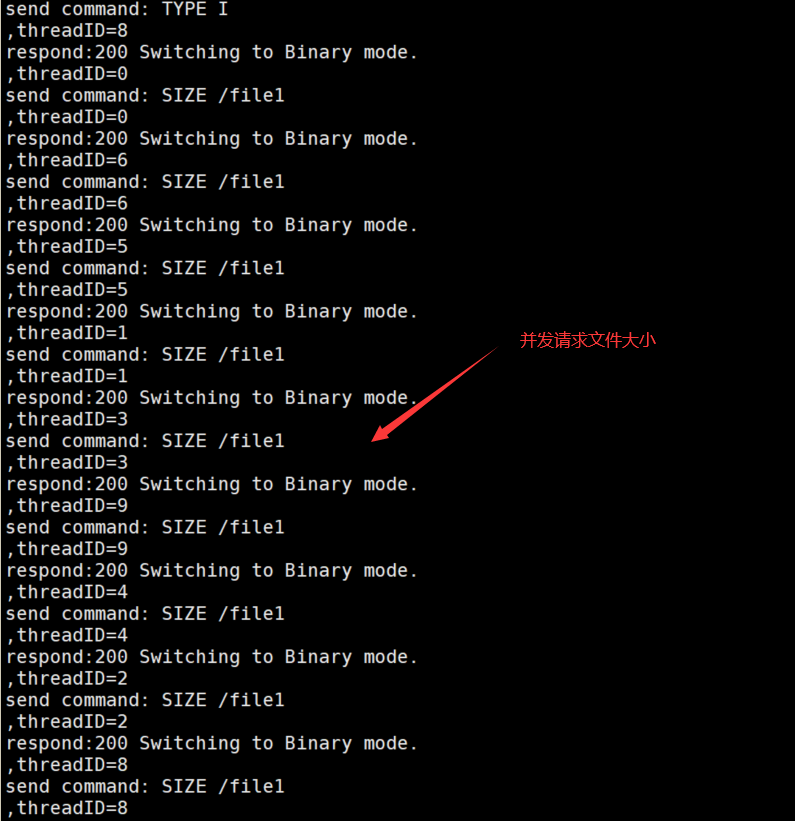 send command: TYPE I
,threadID=8
respond:200 Switching to Binary mode.
,threadID=0
send command: SIZE /file1
,threadID=0
respond:200 Switching to Binary mode.
,threadID=6
send command: SIZE /file1
,threadID=6
respond:200 Switching to Binary mode.
,threadID=5
send command: SIZE /file1
,threadID=5
respond:200 Switching to Binary mode.
,threadID=1
send command: SIZE /file1
,threadID=1
respond:200 Switching to Binary mode.
,threadID=3
send command: SIZE /file1
,threadID=3
respond:200 Switching to Binary mode.
,threadID=9
send command: SIZE /file1
,threadID=9
respond:200 Switching to Binary mode.
,threadID=4
send command: SIZE /file1
,threadID=4
respond:200 Switching to Binary mode.
,threadID=2
send command: SIZE /file1
,threadID=2
respond:200 Switching to Binary mode.
,threadID=8
send command: SIZE /file1
,threadID=8
并发请求文件大小